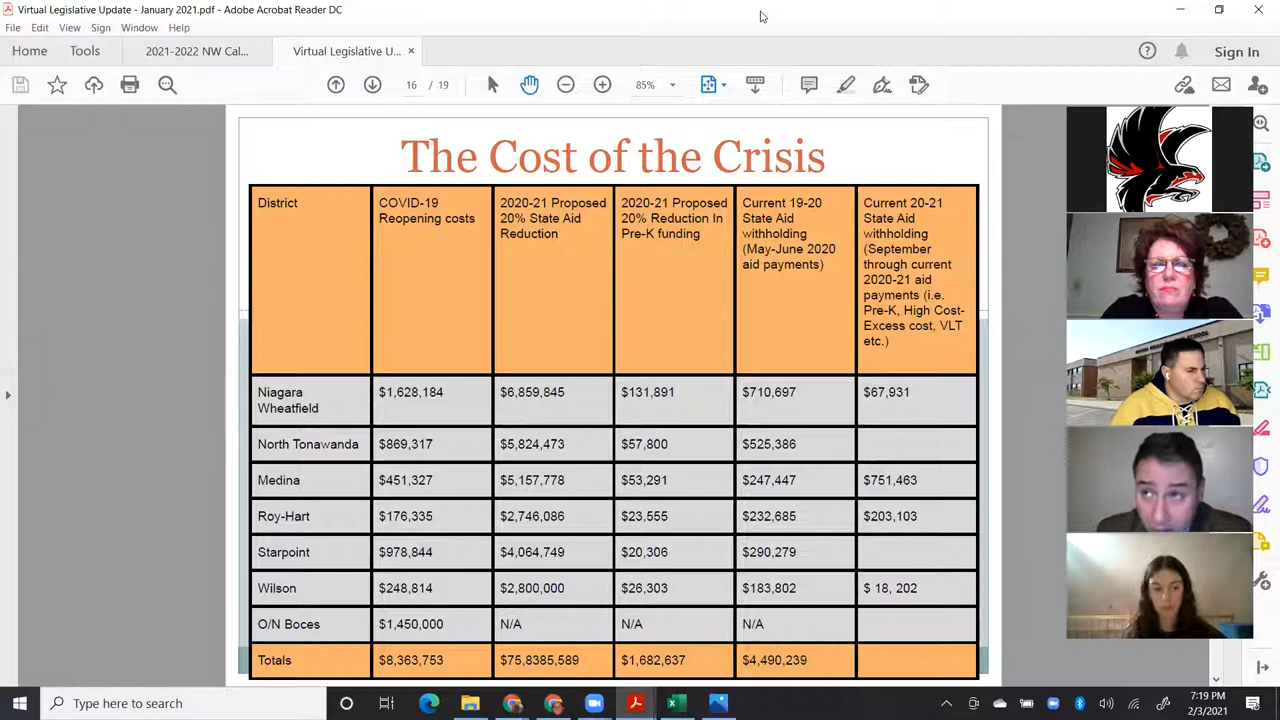 Virtual Legislative Update - January 2021.pdf - Adobe Acrobat Reader DC
File Edit View Sign Window Help
Home Tools 2021-2022 NW Cal... Virtual Legislative U... ×
Sign In
16 / 19 85%
The Cost of the Crisis
District
COVID-19
Reopening costs
2020-21 Proposed
20% State Aid
Reduction
2020-21 Proposed
20% Reduction In
Pre-K funding
Current 19-20
State Aid
withholding
(May-June 2020
aid payments)
Current 20-21
State Aid
withholding
(September
through current
2020-21 aid
payments (i.e.
Pre-K, High Cost-
Excess cost, VLT
etc.)
Niagara
Wheatfield
$1,628,184 $6,859,845 $131,891 $710,697 $67,931
North Tonawanda $869,317 $5,824,473 $57,800 $525,386
Medina $451,327 $5,157,778 $53,291 $247,447 $751,463
Roy-Hart $176,335 $2,746,086 $23,555 $232,685 $203,103
Starpoint $978,844 $4,064,749 $20,306 $290,279
Wilson $248,814 $2,800,000 $26,303 $183,802 $ 18, 202
O/N Boces $1,450,000 N/A N/A N/A
Totals $8,363,753 $75,8385,589 $1,682,637 $4,490,239
Type here to search
7:19 PM
2/3/2021